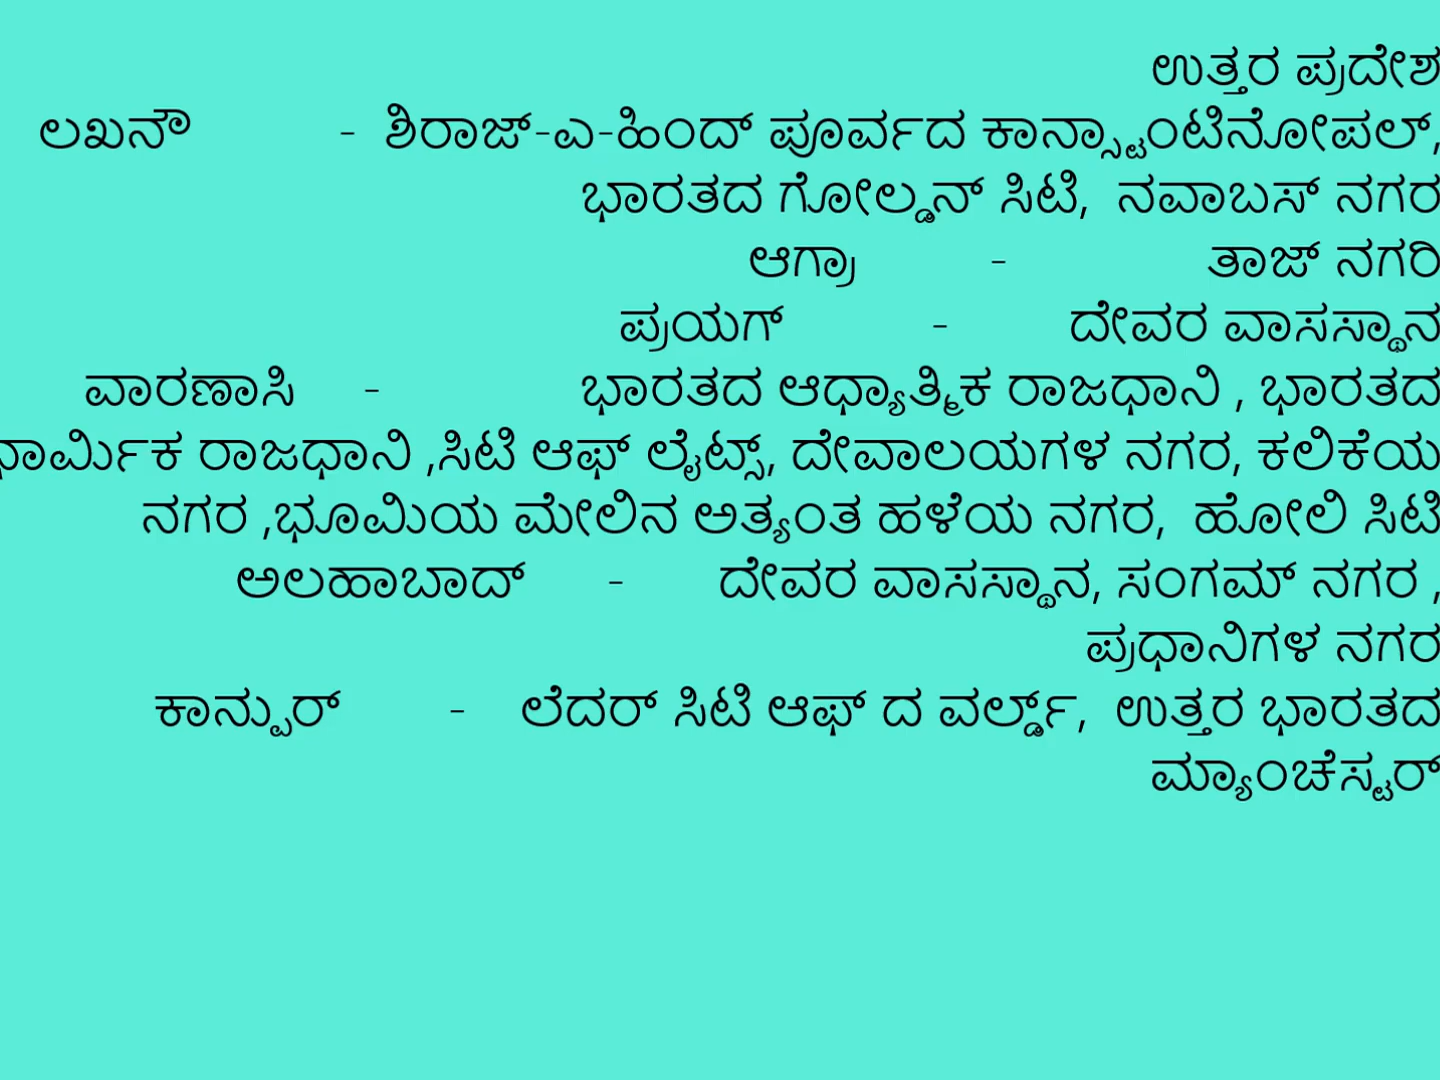 ಉತ್ತರ ಪ್ರದೇಶ
ಲಖನೌ - ಶಿರಾಜ್-ಎ-ಹಿಂದ್ ಪೂರ್ವದ ಕಾನ್ಸ್ಟಾಂಟಿನೋಪಲ್,
ಭಾರತದ ಗೋಲ್ಡನ್ ಸಿಟಿ, ನವಾಬಸ್ ನಗರ
ಆಗ್ರಾ - ತಾಜ್ ನಗರಿ
ಪ್ರಯಗ್ - ದೇವರ ವಾಸಸ್ಥಾನ
ವಾರಣಾಸಿ - ಭಾರತದ ಆಧ್ಯಾತ್ಮಿಕ ರಾಜಧಾನಿ , ಭಾರತದ
ಧಾರ್ಮಿಕ ರಾಜಧಾನಿ ,ಸಿಟಿ ಆಫ್ ಲೈಟ್ಸ್, ದೇವಾಲಯಗಳ ನಗರ, ಕಲಿಕೆಯ
ನಗರ ,ಭೂಮಿಯ ಮೇಲಿನ ಅತ್ಯಂತ ಹಳೆಯ ನಗರ, ಹೋಲಿ ಸಿಟಿ
ಅಲಹಾಬಾದ್ - ದೇವರ ವಾಸಸ್ಥಾನ, ಸಂಗಮ್ ನಗರ ,
ಪ್ರಧಾನಿಗಳ ನಗರ
ಕಾನ್ಪುರ್ - ಲೆದರ್ ಸಿಟಿ ಆಫ್ ದ ವರ್ಲ್ಡ್, ಉತ್ತರ ಭಾರತದ
ಮ್ಯಾಂಚೆಸ್ಟರ್